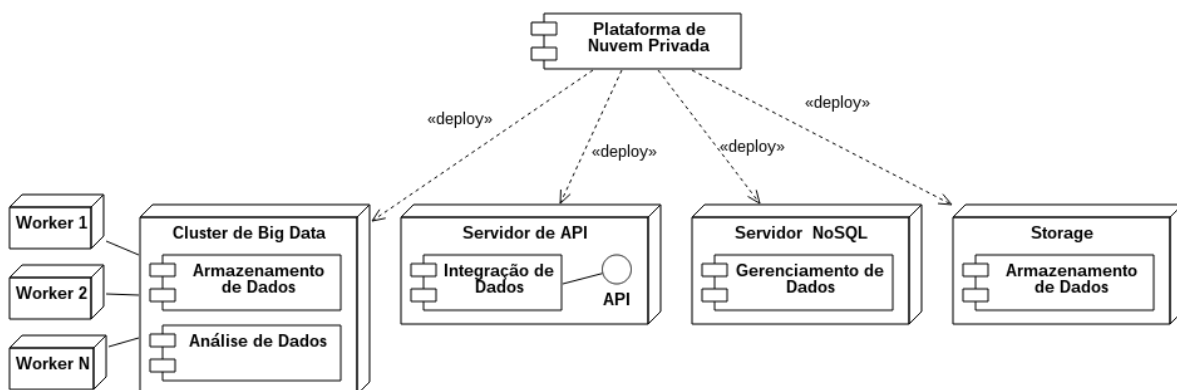 Plataforma de
Nuvem Privada
«deploy»
«deploy»
«deploy»
«deploy»
Worker 1
Worker 2
Worker N
Cluster de Big Data
Armazenamento
de Dados
Análise de Dados
Servidor de API
Integração de
Dados
API
Servidor NoSQL
Gerenciamento de
Dados
Storage
Armazenamento
de Dados